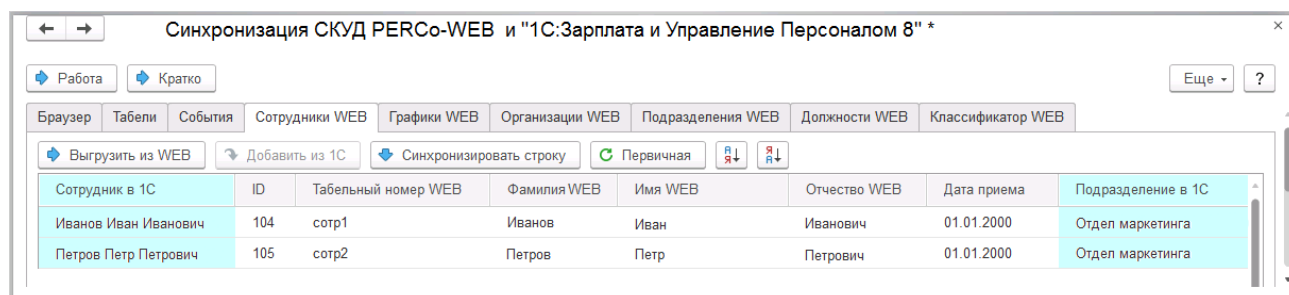 Синхронизация СКУД PERCo-WEB и "1С:Зарплата и Управление Персоналом 8" *
Работа Кратко Еще ?
Браузер Табели События Сотрудники WEB Графики WEB Организации WEB Подразделения WEB Должности WEB Классификатор WEB
Выгрузить из WEB Добавить из 1С Синхронизировать строку Первичная А Я Я А
Сотрудник в 1С ID Табельный номер WEB Фамилия WEB Имя WEB Отчество WEB Дата приема Подразделение в 1С
Иванов Иван Иванович 104 сотр1 Иванов Иван Иванович 01.01.2000 Отдел маркетинга
Петров Петр Петрович 105 сотр2 Петров Петр Петрович 01.01.2000 Отдел маркетинга